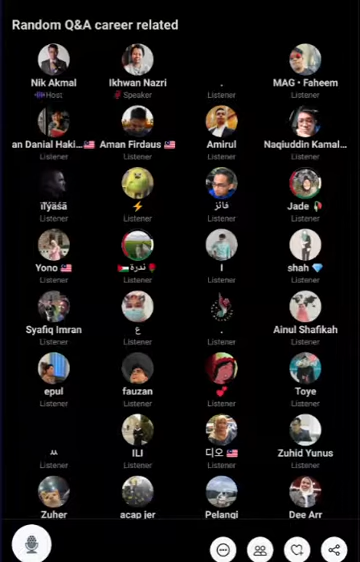 Random Q&A career related
Nik Akmal Ikhwan Nazri . MAG • Faheem
Host Speaker Listener Listener
an Danial Haki... 🇲🇾 Aman Firdaus 🇲🇾 Amirul Naqiuddin Kamal...
Listener Listener Listener Listener
⚡ فائز Jade 🥀
Listener Listener Listener Listener
Yono 🇲🇾 🇵🇸ندرة🌹 I shah 💎
Listener Listener Listener Listener
Syafiq Imran ع . Ainul Shafikah
Listener Listener Listener Listener
epul fauzan 💕 Toye
Listener Listener Listener Listener
ILI 디오 🇲🇾 Zuhid Yunus
Listener Listener Listener Listener
Zuher acap jer Pelangi Dee Arr